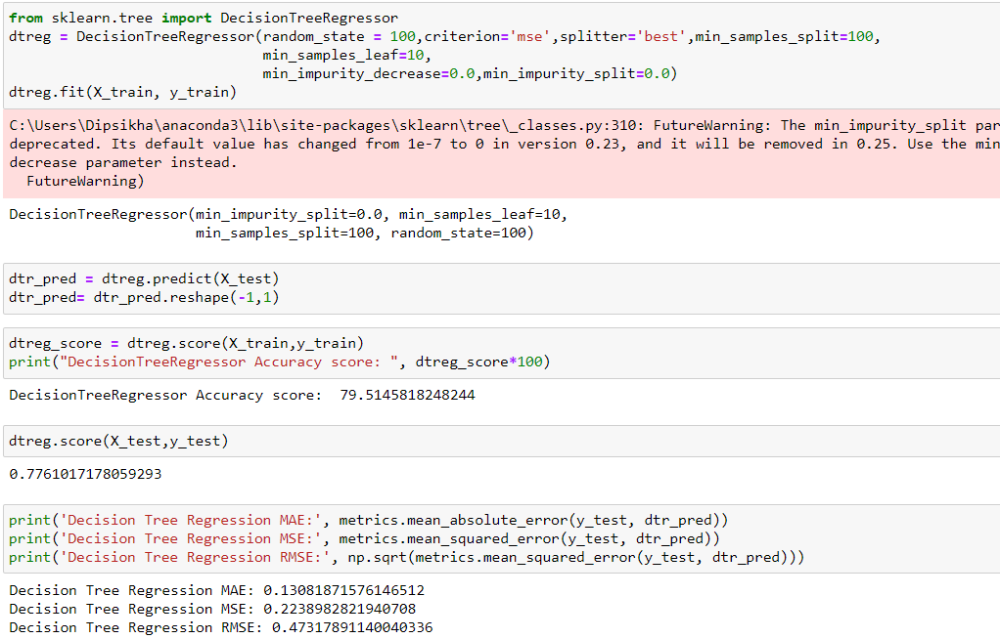 from sklearn.tree import DecisionTreeRegressor
dtreg = DecisionTreeRegressor(random_state = 100,criterion='mse',splitter='best',min_samples_split=100,
min_samples_leaf=10,
min_impurity_decrease=0.0,min_impurity_split=0.0)
dtreg.fit(X_train, y_train)
C:\Users\Dipsikha\anaconda3\lib\site-packages\sklearn\tree\_classes.py:310: FutureWarning: The min_impurity_split par
deprecated. Its default value has changed from 1e-7 to 0 in version 0.23, and it will be removed in 0.25. Use the min
decrease parameter instead.
FutureWarning)
DecisionTreeRegressor(min_impurity_split=0.0, min_samples_leaf=10,
min_samples_split=100, random_state=100)
dtr_pred = dtreg.predict(X_test)
dtr_pred= dtr_pred.reshape(-1,1)
dtreg_score = dtreg.score(X_train,y_train)
print("DecisionTreeRegressor Accuracy score: ", dtreg_score*100)
DecisionTreeRegressor Accuracy score:  79.5145818248244
dtreg.score(X_test,y_test)
0.7761017178059293
print('Decision Tree Regression MAE:', metrics.mean_absolute_error(y_test, dtr_pred))
print('Decision Tree Regression MSE:', metrics.mean_squared_error(y_test, dtr_pred))
print('Decision Tree Regression RMSE:', np.sqrt(metrics.mean_squared_error(y_test, dtr_pred)))
Decision Tree Regression MAE: 0.13081871576146512
Decision Tree Regression MSE: 0.2238982821940708
Decision Tree Regression RMSE: 0.47317891140040336